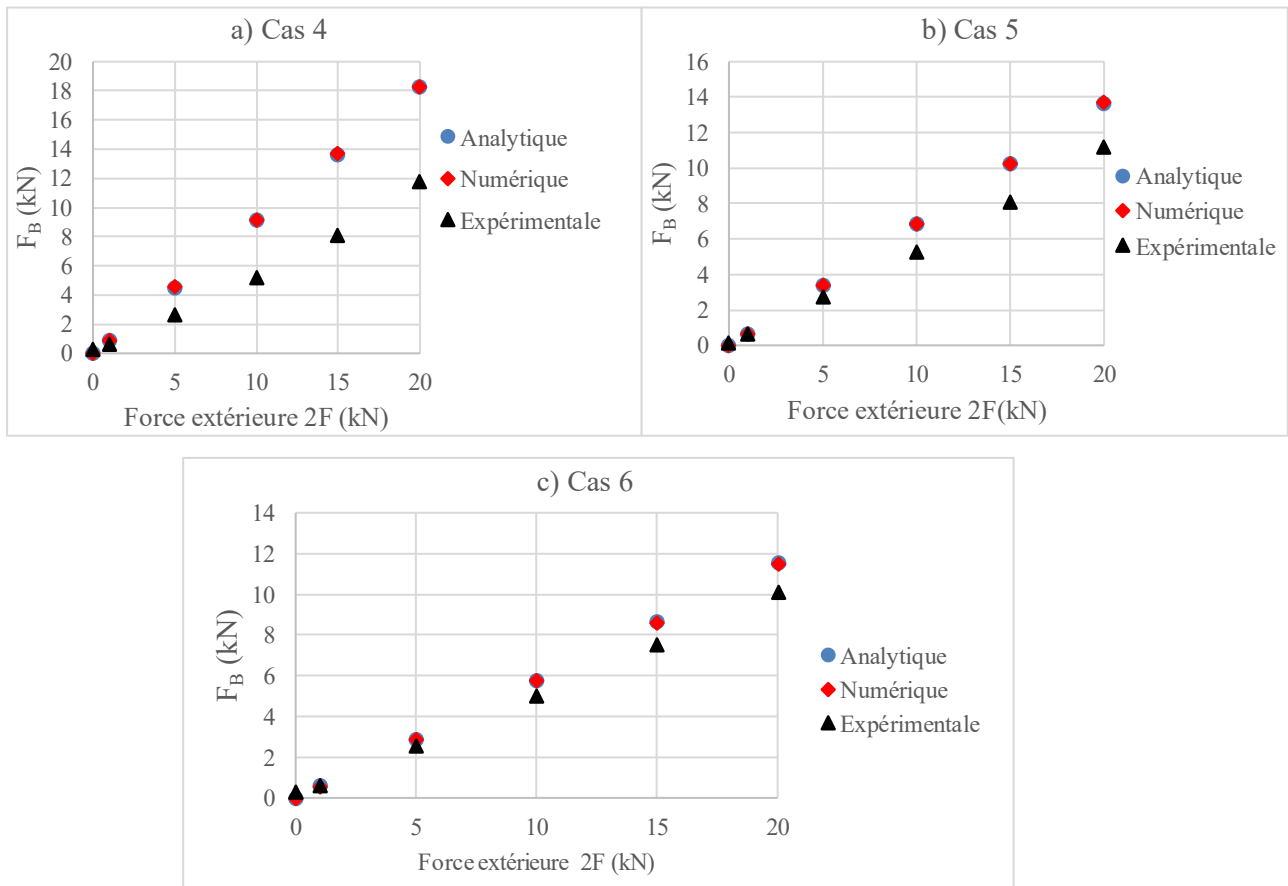 a) Cas 4
20
18
16
14
12
10
8
6
4
2
0
F_B (kN)
0 5 10 15 20
Force extérieure 2F (kN)
Analytique
Numérique
Expérimentale
b) Cas 5
16
14
12
10
8
6
4
2
0
F_B (kN)
0 5 10 15 20
Force extérieure 2F(kN)
Analytique
Numérique
Expérimentale
c) Cas 6
14
12
10
8
6
4
2
0
F_B (kN)
0 5 10 15 20
Force extérieure 2F (kN)
Analytique
Numérique
Expérimentale